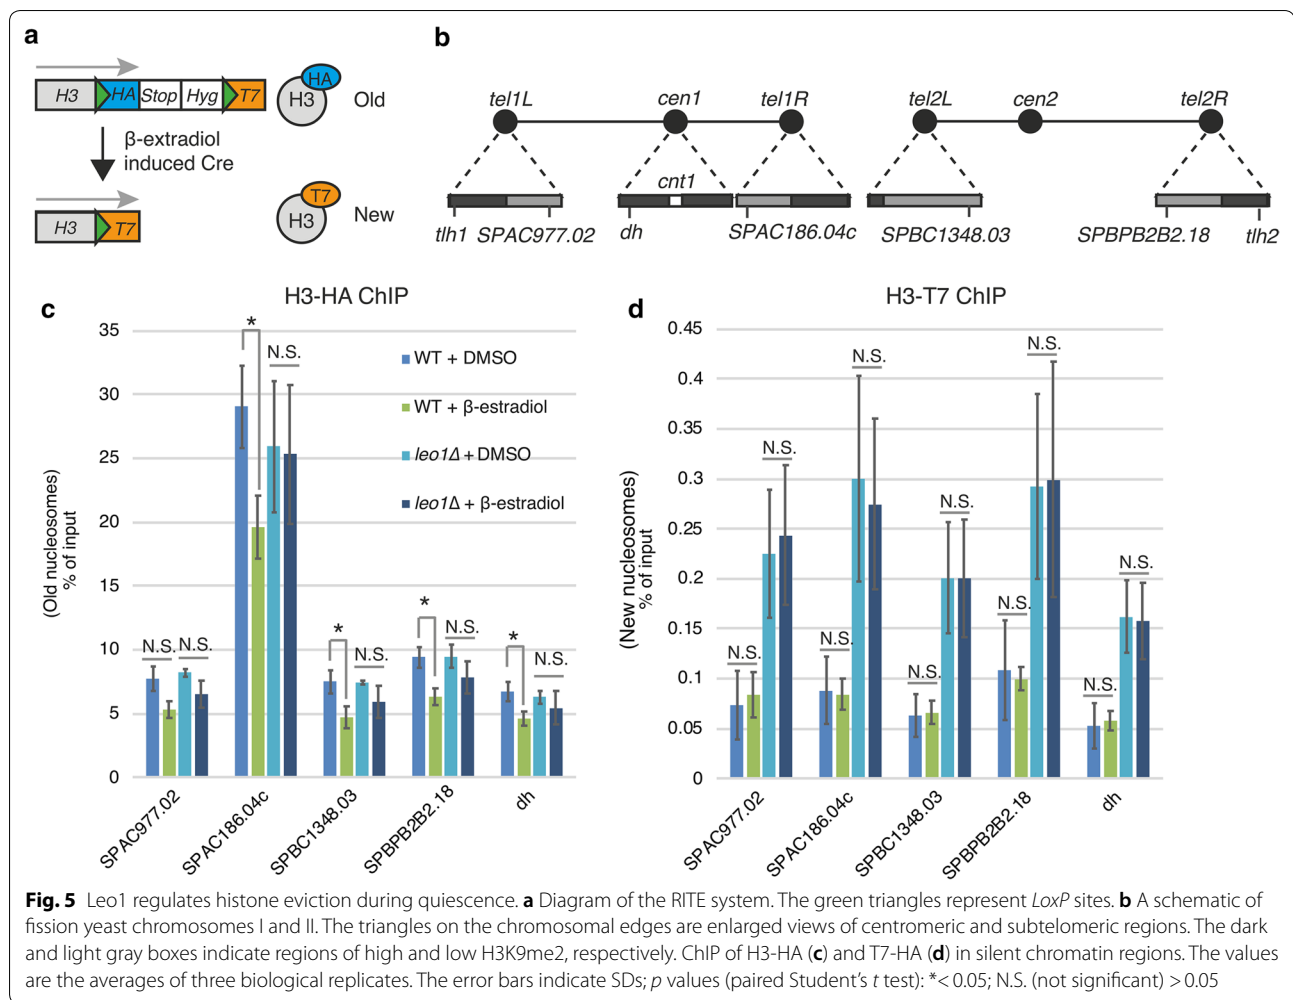 a
H3 HA Stop Hyg T7
HA
H3
Old
β-extradiol
induced Cre
H3 T7
T7
H3
New
b
tel1L cen1 tel1R tel2L cen2 tel2R
cnt1
tlh1 SPAC977.02 dh SPAC186.04c SPBC1348.03 SPBPB2B2.18 tlh2
c
H3-HA ChIP
(Old nucleosomes)
% of input
35
30
25
20
15
10
5
0
WT + DMSO
WT + β-estradiol
leo1Δ + DMSO
leo1Δ + β-estradiol
N.S. N.S.
* N.S.
* N.S.
* N.S.
* N.S.
SPAC977.02
SPAC186.04c
SPBC1348.03
SPBPB2B2.18
dh
d
H3-T7 ChIP
(New nucleosomes)
% of input
0.45
0.4
0.35
0.3
0.25
0.2
0.15
0.1
0.05
0
N.S. N.S.
N.S. N.S.
N.S. N.S.
N.S. N.S.
N.S. N.S.
SPAC977.02
SPAC186.04c
SPBC1348.03
SPBPB2B2.18
dh
Fig. 5 Leo1 regulates histone eviction during quiescence. a Diagram of the RITE system. The green triangles represent LoxP sites. b A schematic of
fission yeast chromosomes I and II. The triangles on the chromosomal edges are enlarged views of centromeric and subtelomeric regions. The dark
and light gray boxes indicate regions of high and low H3K9me2, respectively. ChIP of H3-HA (c) and T7-HA (d) in silent chromatin regions. The values
are the averages of three biological replicates. The error bars indicate SDs; p values (paired Student's t test): *< 0.05; N.S. (not significant) > 0.05